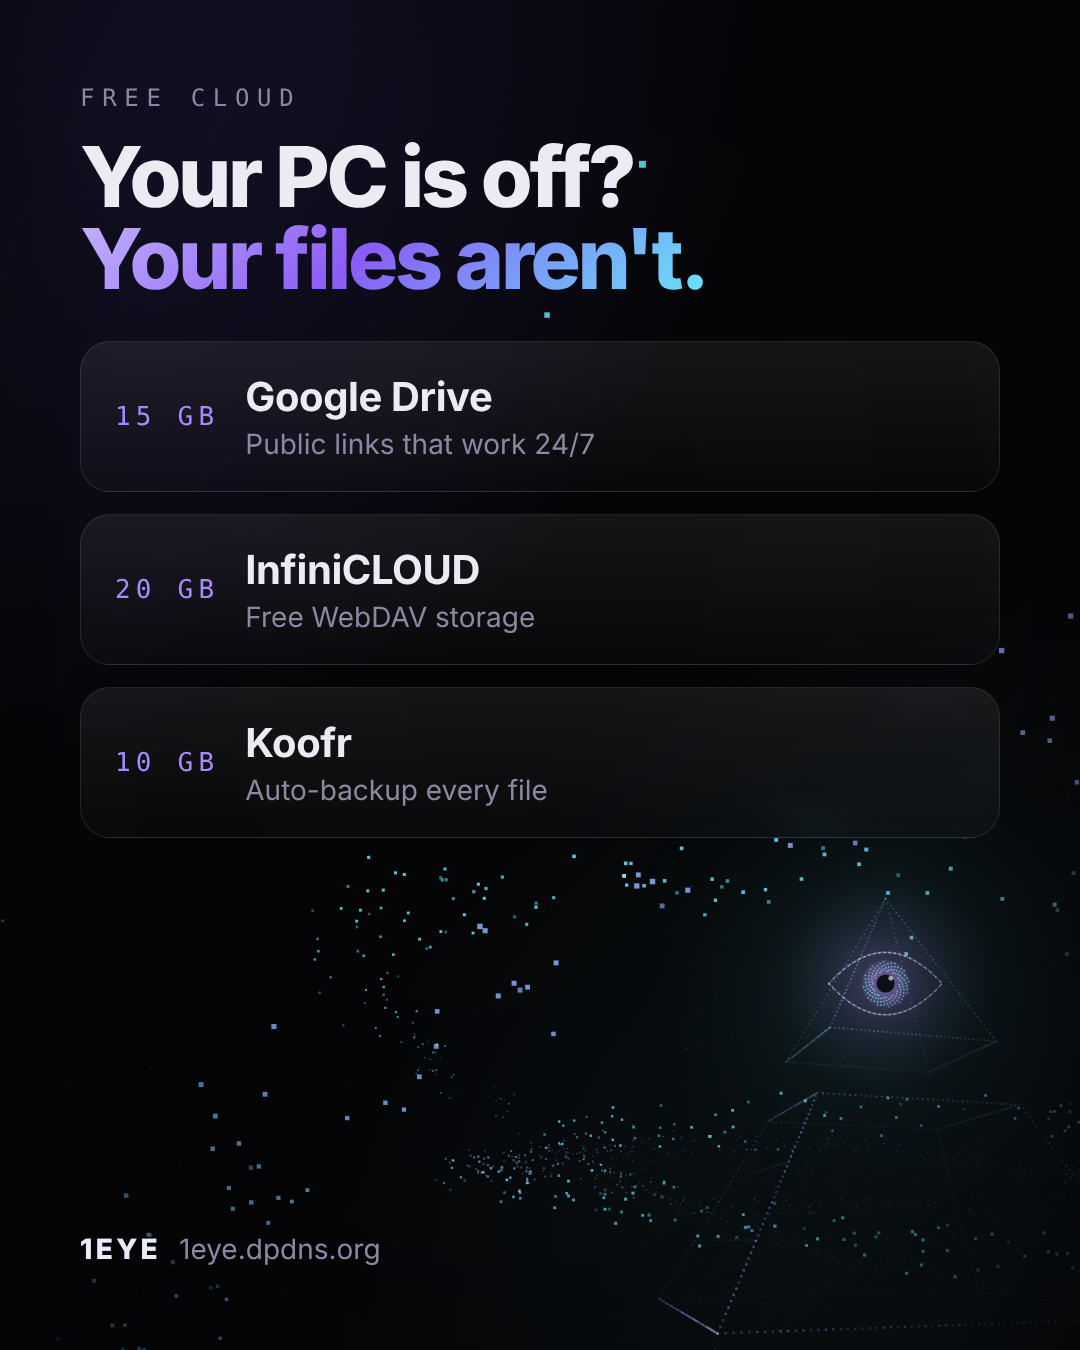 FREE CLOUD
Your PC is off?
Your files aren't.
15 GB
Google Drive
Public links that work 24/7
20 GB
InfiniCLOUD
Free WebDAV storage
10 GB
Koofr
Auto-backup every file
1EYE 1eye.dpdns.org